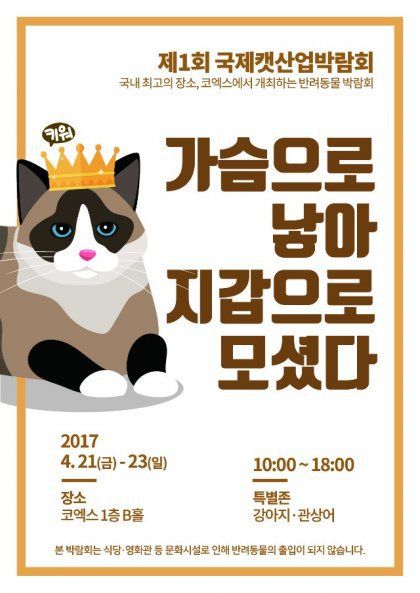 제1회 국제캣산업박람회
국내 최고의 장소, 코엑스에서 개최하는 반려동물 박람회
키워
가슴으로
낳아
지갑으로
모셨다
2017
4. 21(금) - 23(일)
10:00 ~ 18:00
장소
코엑스 1층 B홀
특별존
강아지 · 관상어
본 박람회는 식당·영화관 등 문화시설로 인해 반려동물의 출입이 되지 않습니다.